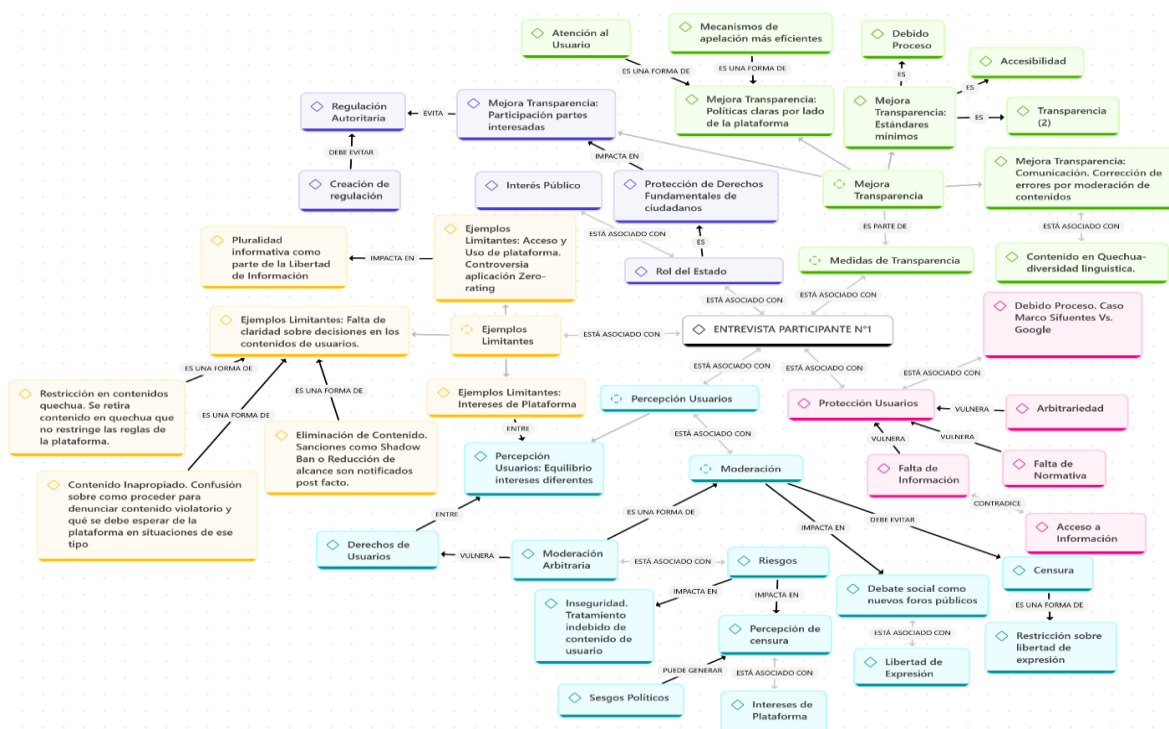 Atención al
Usuario
Mecanismos de
apelación más eficientes
Debido
Proceso
Accesibilidad
ES UNA FORMA DE
ES UNA FORMA DE
ES
ES
Regulación
Autoritaria
EVITA
Mejora Transparencia:
Participación partes
interesadas
Mejora Transparencia:
Políticas claras por lado
de la plataforma
Mejora
Transparencia:
Estándares
mínimos
ES
Transparencia
(2)
DEBE EVITAR
IMPACTA EN
Creación de
regulación
Interés Público
Protección de Derechos
Fundamentales de
ciudadanos
Mejora
Transparencia
Mejora Transparencia:
Comunicación. Corrección de
errores por moderación de
contenidos
ESTÁ ASOCIADO CON
ES
ES PARTE DE
ESTÁ ASOCIADO CON
Pluralidad
informativa como
parte de la Libertad
de Información
IMPACTA EN
Ejemplos
Limitantes: Acceso y
Uso de plataforma.
Controversia
aplicación Zero-
rating
Rol del Estado
Medidas de Transparencia
Contenido en Quechua-
diversidad linguistica.
ESTÁ ASOCIADO CON
ESTÁ ASOCIADO CON
Ejemplos Limitantes: Falta de
claridad sobre decisiones en los
contenidos de usuarios.
Ejemplos
Limitantes
ESTÁ ASOCIADO CON
ENTREVISTA PARTICIPANTE N°1
Debido Proceso. Caso
Marco Sifuentes Vs.
Google
ES UNA FORMA DE
ESTÁ ASOCIADO CON
ESTÁ ASOCIADO CON
ESTÁ ASOCIADO CON
Restricción en contenidos
quechua. Se retira
contenido en quechua que
no restringe las reglas de
la plataforma.
ES UNA FORMA DE
ES UNA FORMA DE
Ejemplos Limitantes:
Intereses de Plataforma
Percepción Usuarios
Protección Usuarios
VULNERA
Arbitrariedad
Eliminación de Contenido.
Sanciones como Shadow
Ban o Reducción de
alcance son notificados
post facto.
ENTRE
ESTÁ ASOCIADO CON
VULNERA
VULNERA
Percepción
Usuarios: Equilibrio
intereses diferentes
Moderación
Falta de
Información
Falta de
Normativa
Contenido Inapropiado. Confusión
sobre como proceder para
denunciar contenido violatorio y
qué se debe esperar de la
plataforma en situaciones de ese
tipo
ENTRE
ES UNA FORMA DE
IMPACTA EN
DEBE EVITAR
CONTRADICE
Acceso a
Información
Derechos de
Usuarios
VULNERA
Moderación
Arbitraria
ESTÁ ASOCIADO CON
Riesgos
Censura
IMPACTA EN
IMPACTA EN
Debate social como
nuevos foros públicos
ES UNA FORMA DE
Inseguridad.
Tratamiento
indebido de
contenido de
usuario
Percepción de
censura
ESTÁ ASOCIADO CON
Restricción sobre
libertad de
expresión
PUEDE GENERAR
ESTÁ ASOCIADO CON
Libertad de
Expresión
Sesgos Políticos
Intereses de
Plataforma